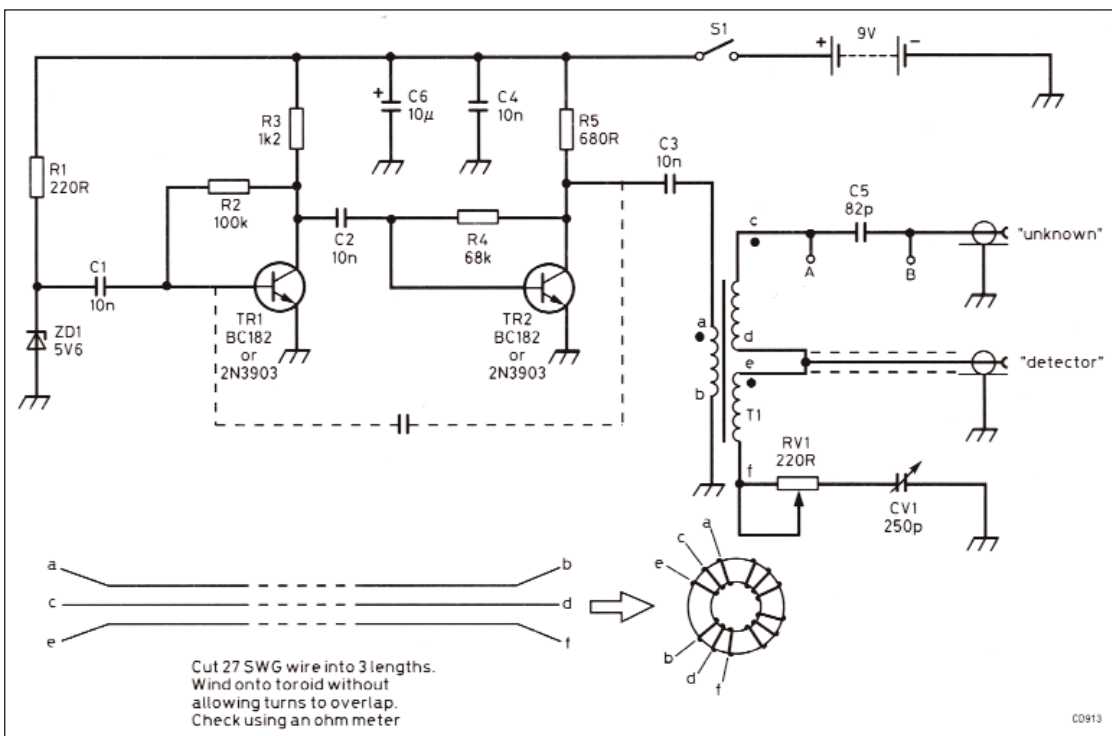 S1
9V
+
−
+
C6
10μ
C4
10n
R3
1k2
R5
680R
R1
220R
C3
10n
R2
100k
C5
82p
c
"unknown"
C2
10n
R4
68k
A
B
C1
10n
TR1
BC182
or
2N3903
TR2
BC182
or
2N3903
a
d
ZD1
5V6
e
"detector"
b
T1
RV1
220R
f
CV1
250p
a
b
c
d
e
f
a
c
e
b
d
f
Cut 27 SWG wire into 3 lengths.
Wind onto toroid without
allowing turns to overlap.
Check using an ohm meter
CD913